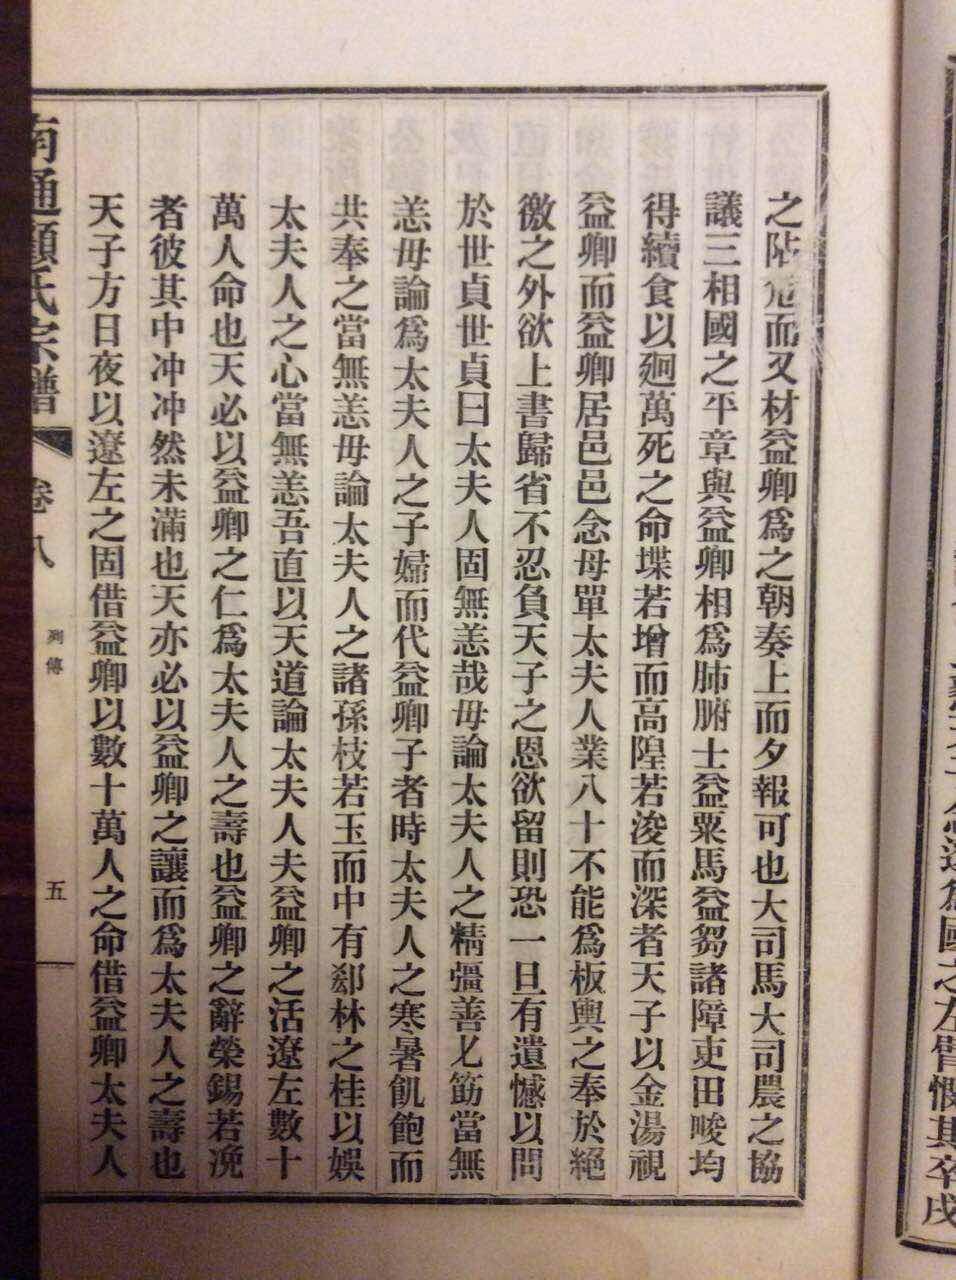 之阽危而又材益卿爲之朝奏上而夕報可也大司馬大司農之協
議三相國之平章與益卿相爲肺腑士益粟馬益芻諸障吏田畯均
得續食以廻萬死之命堞若增而高隍若浚而深者天子以金湯視
益卿而益卿居邑邑念母單太夫人業八十不能爲板輿之奉於絕
徼之外欲上書歸省不忍負天子之恩欲留則恐一旦有遺憾以問
於世貞世貞曰太夫人固無恙哉毋論太夫人之精彊善匕筯當無
恙毋論爲太夫人之子婦而代益卿子者時太夫人之寒暑飢飽而
共奉之當無恙毋論太夫人之諸孫枝若玉而中有郄林之桂以娛
太夫人之心當無恙吾直以天道論太夫人夫益卿之活遼左數十
萬人命也天必以益卿之仁爲太夫人之壽也益卿之辭榮錫若凂
者彼其中冲冲然未滿也天亦必以益卿之讓而爲太夫人之壽也
天子方日夜以遼左之固借益卿以數十萬人之命借益卿太夫人
南通顧氏宗譜 卷八 列傳 五
國之左臂慢其卒戍